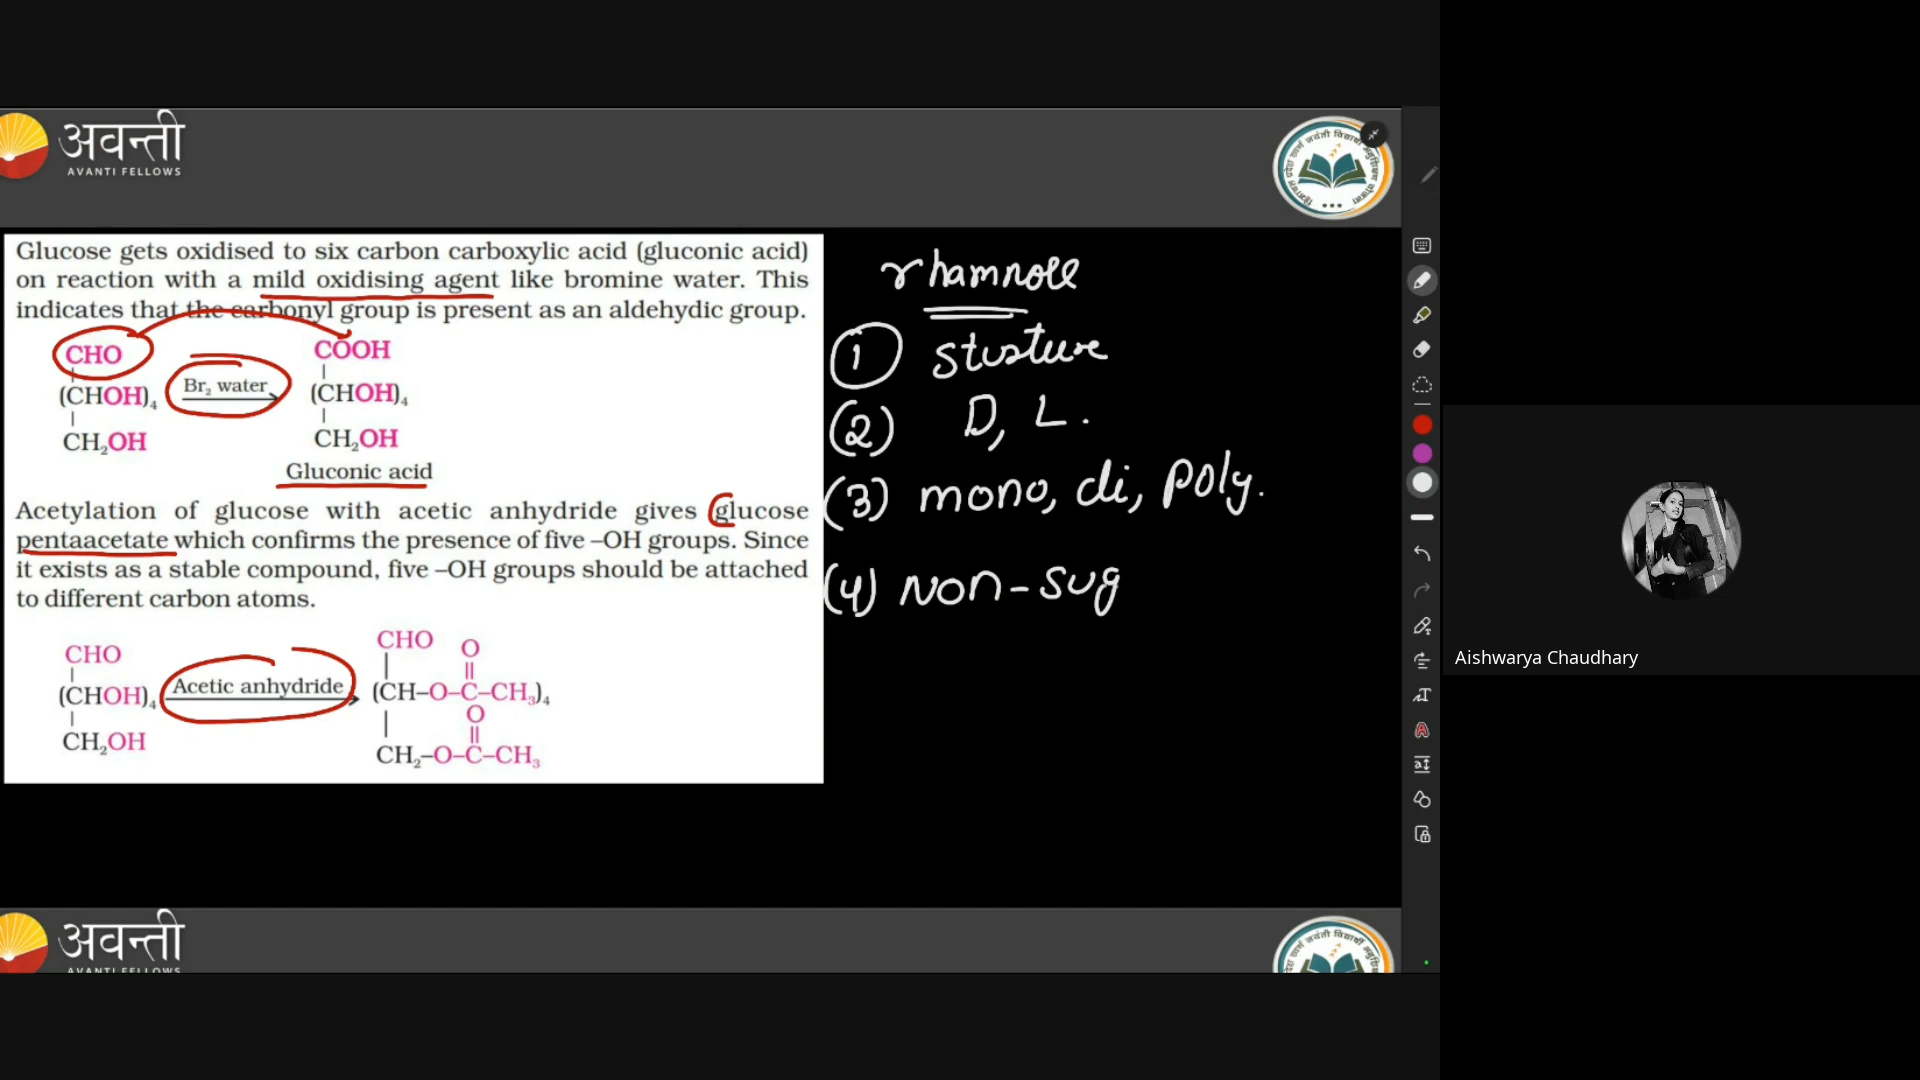 अवन्ती
AVANTI FELLOWS
Glucose gets oxidised to six carbon carboxylic acid (gluconic acid)
on reaction with a mild oxidising agent like bromine water. This
indicates that the carbonyl group is present as an aldehydic group.
CHO
(CHOH)₄
CH₂OH
Br₂ water
COOH
(CHOH)₄
CH₂OH
Gluconic acid
Acetylation of glucose with acetic anhydride gives glucose
pentaacetate which confirms the presence of five –OH groups. Since
it exists as a stable compound, five –OH groups should be attached
to different carbon atoms.
CHO
(CHOH)₄
CH₂OH
Acetic anhydride
CHO
O
||
(CH–O–C–CH₃)₄
O
||
CH₂–O–C–CH₃
(1)
(2) D, L.
(3) mono, di, poly.
(4) Non-sug
Aishwarya Chaudhary
अवन्ती
AVANTI FELLOWS